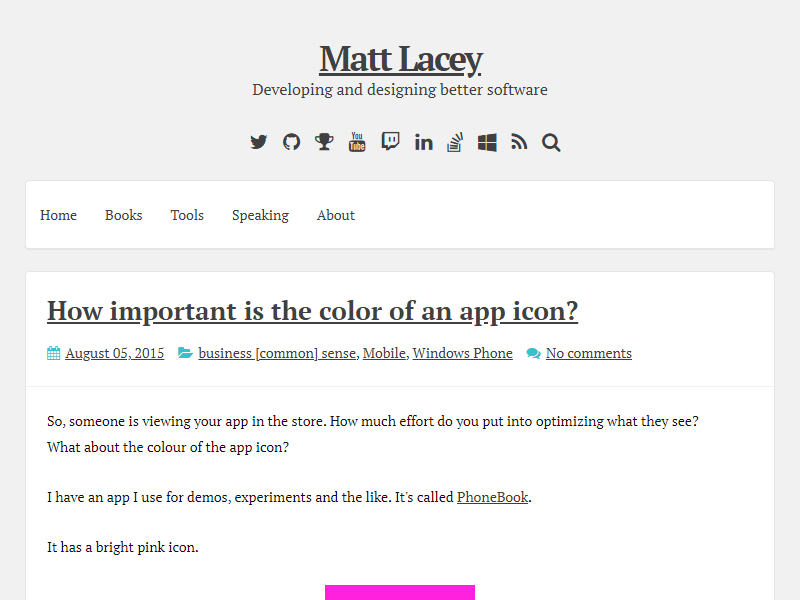 Matt Lacey
Developing and designing better software
You Tube
Home Books Tools Speaking About
How important is the color of an app icon?
August 05, 2015 business [common] sense, Mobile, Windows Phone No comments
So, someone is viewing your app in the store. How much effort do you put into optimizing what they see?
What about the colour of the app icon?
I have an app I use for demos, experiments and the like. It's called PhoneBook.
It has a bright pink icon.